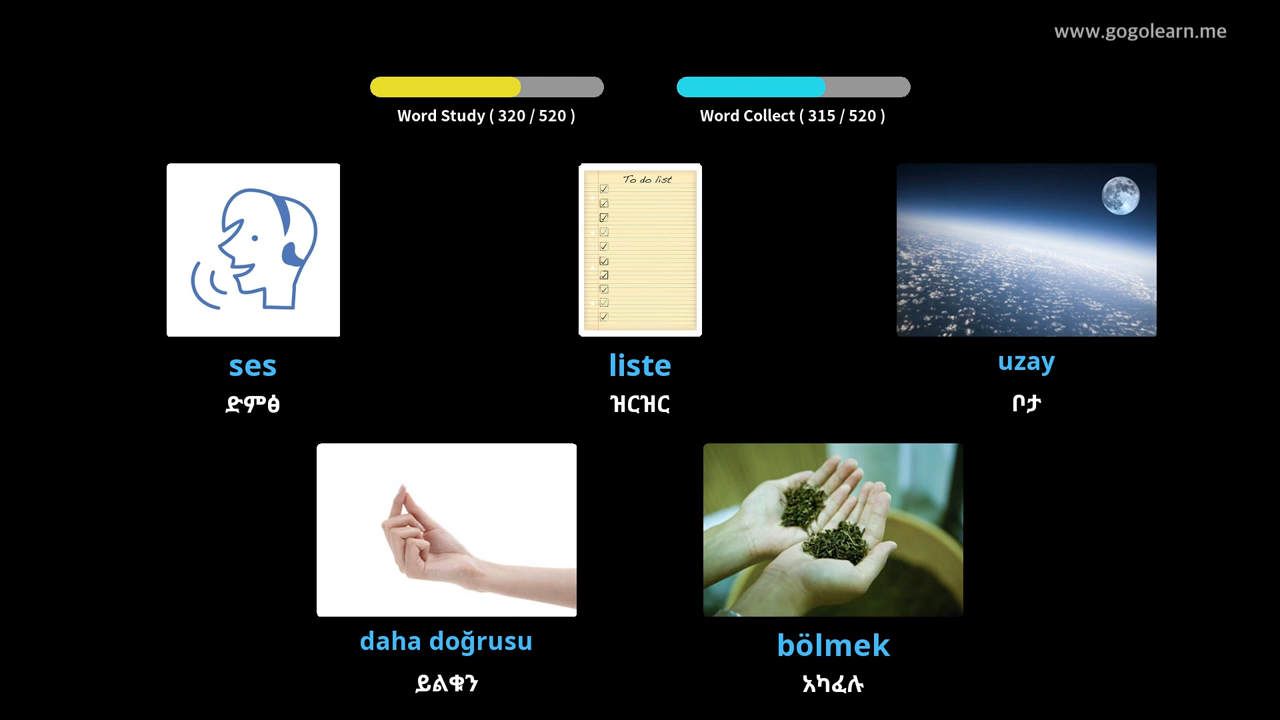 www.gogolearn.me
Word Study ( 320 / 520 )
Word Collect ( 315 / 520 )
To do list
ses
liste
uzay
ድምፅ
ዝርዝር
ቦታ
daha doğrusu
bölmek
ይልቁን
አካፈሉ